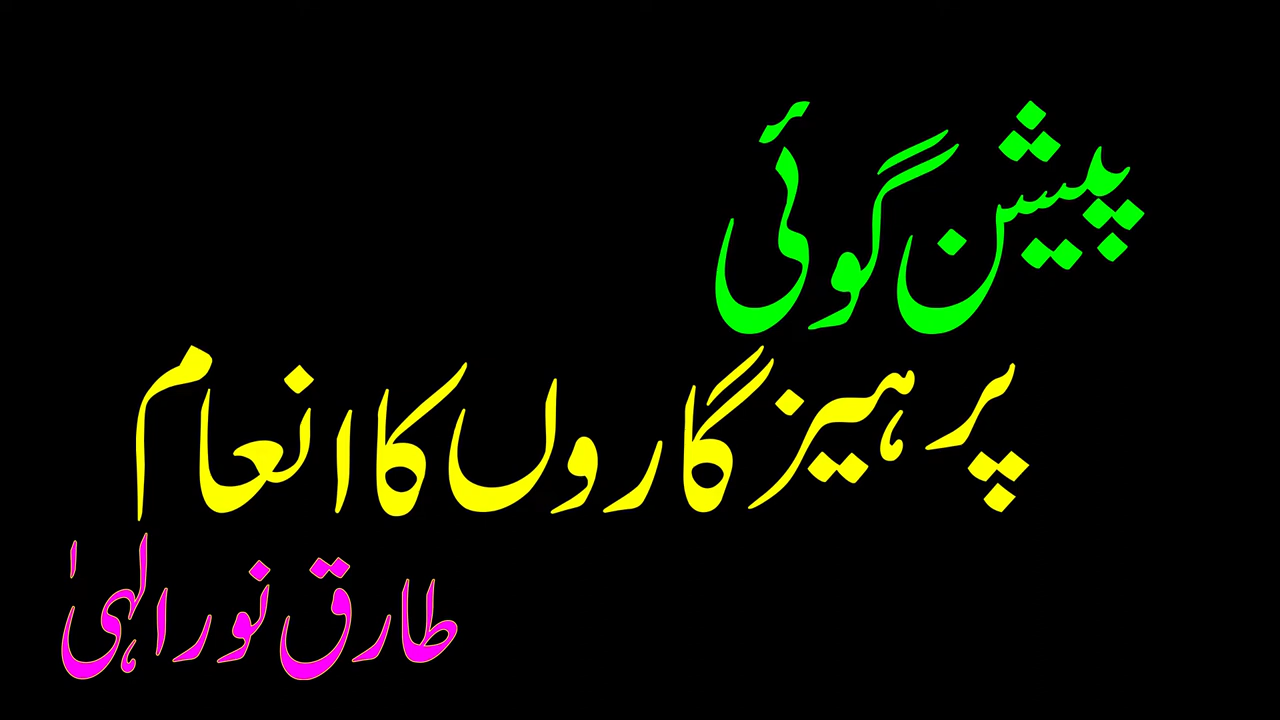 پیشن گوئی
پرہیزگاروں کا انعام
طارق نور الہیٰ